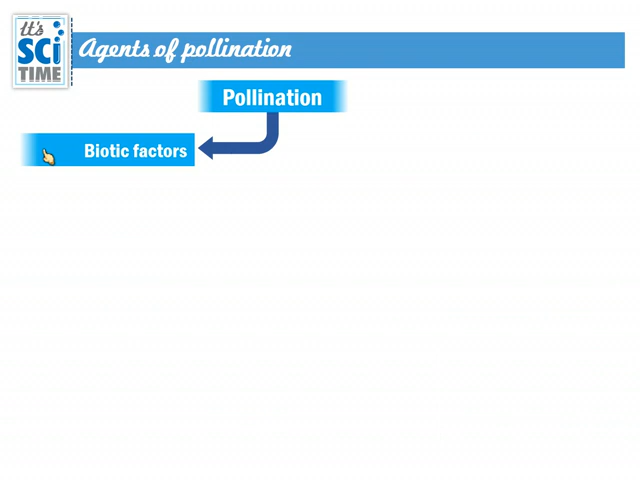 It's
SCi
TIME
Agents of pollination
Pollination
Biotic factors